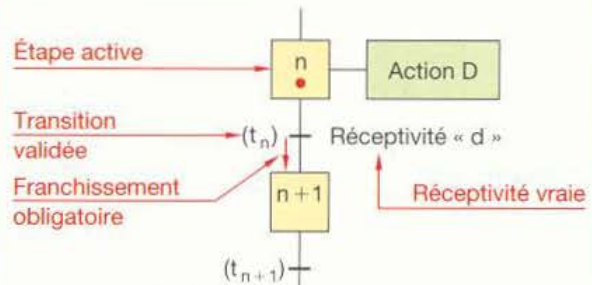 Étape active
n
Action D
Transition
validée
(tn)
Réceptivité « d »
Franchissement
obligatoire
n + 1
Réceptivité vraie
(tn+1)